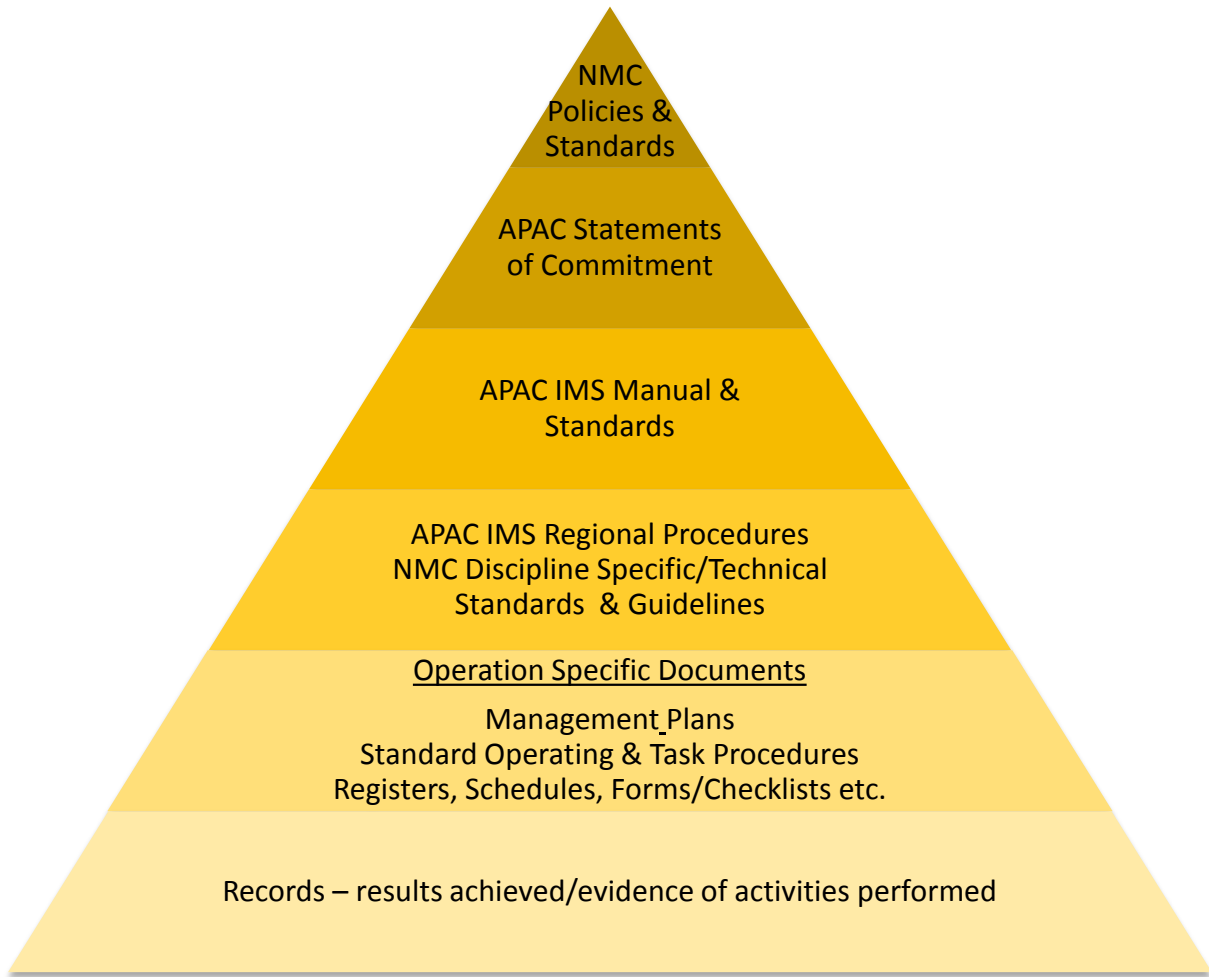 NMC
Policies &
Standards
APAC Statements
of Commitment
APAC IMS Manual &
Standards
APAC IMS Regional Procedures
NMC Discipline Specific/Technical
Standards & Guidelines
Operation Specific Documents
Management Plans
Standard Operating & Task Procedures
Registers, Schedules, Forms/Checklists etc.
Records – results achieved/evidence of activities performed